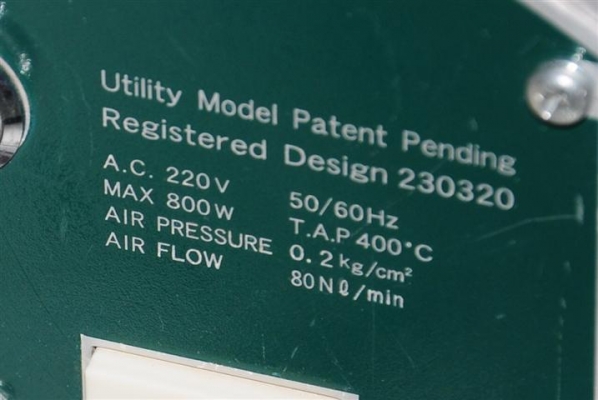 Utility Model Patent Pending
Registered Design 230320
A.C. 220V 50/60Hz
MAX 800W T.A.P 400°C
AIR PRESSURE 0.2kg/cm²
AIR FLOW 80Nℓ/min